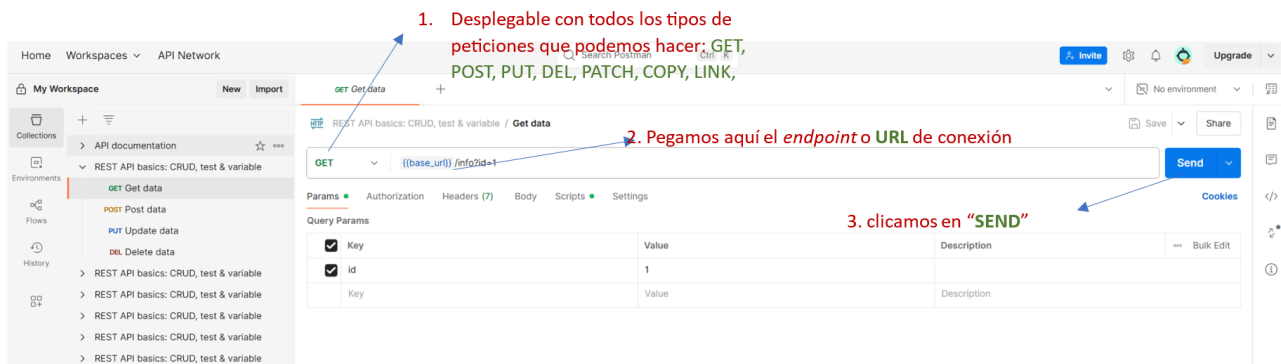 1. Desplegable con todos los tipos de
peticiones que podemos hacer: GET,
POST, PUT, DEL, PATCH, COPY, LINK,
Home Workspaces API Network
Search Postman Ctrl K
Invite
Upgrade
My Workspace
New Import
GET Get data
No environment
Collections
Environments
Flows
History
API documentation
REST API basics: CRUD, test & variable
GET Get data
POST Post data
PUT Update data
DEL Delete data
REST API basics: CRUD, test & variable
REST API basics: CRUD, test & variable
REST API basics: CRUD, test & variable
REST API basics: CRUD, test & variable
REST API basics: CRUD, test & variable
HTTP REST API basics: CRUD, test & variable / Get data
Save Share
2. Pegamos aquí el endpoint o URL de conexión
GET {{base_url}} /info?id=1
Send
Params Authorization Headers (7) Body Scripts Settings
Cookies
3. clicamos en “SEND”
Query Params
Key Value Description Bulk Edit
id 1
Key Value Description